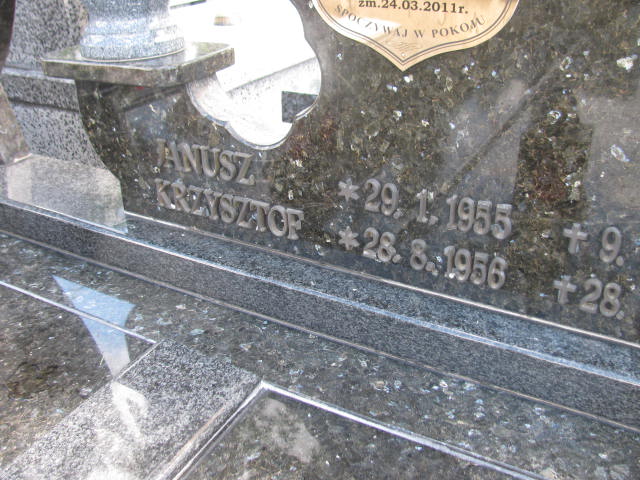 zm.24.03.2011r.
SPOCZYWAJ W POKOJU
JANUSZ * 29. 1. 1955 + 9.
KRZYSZTOF * 28. 8. 1956 + 28.